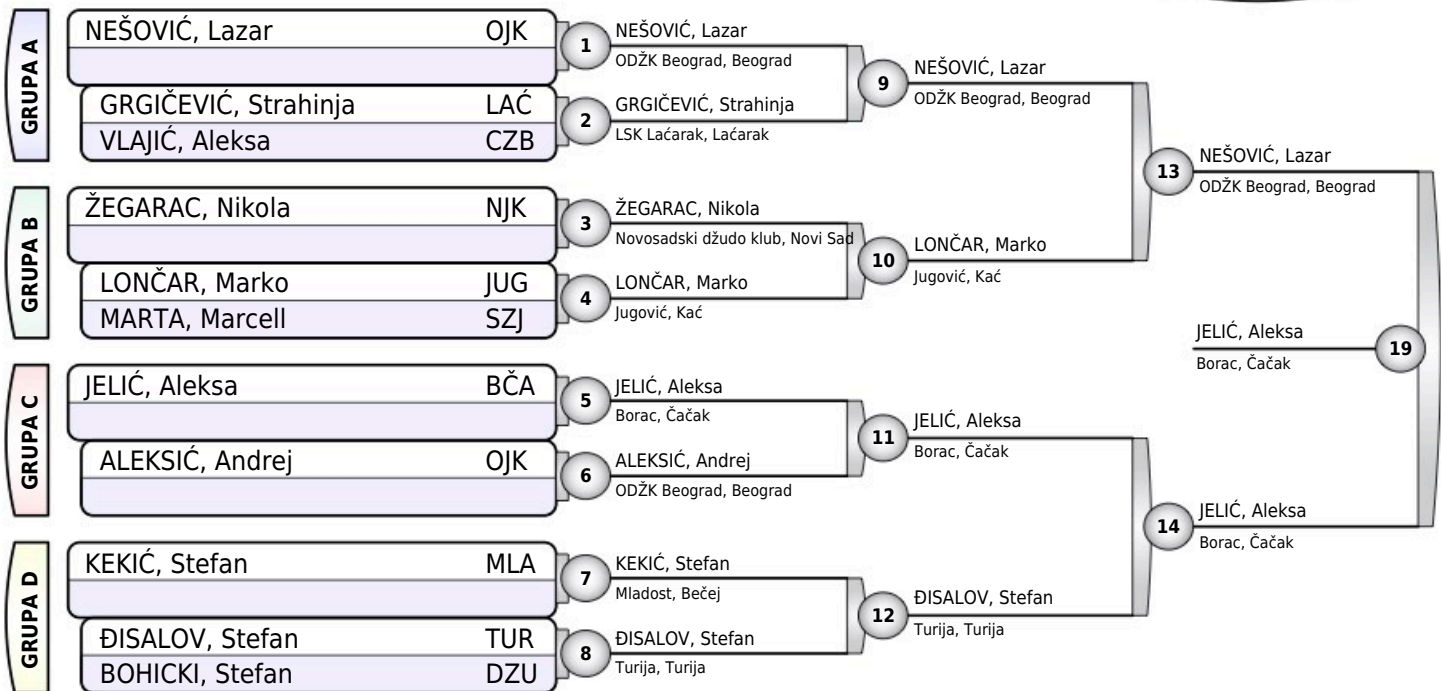 GRUPA A
NEŠOVIĆ, Lazar OJK
GRGIČEVIĆ, Strahinja LAĆ
VLAJIĆ, Aleksa CZB
GRUPA B
ŽEGARAC, Nikola NJK
LONČAR, Marko JUG
MARTA, Marcell SZJ
GRUPA C
JELIĆ, Aleksa BČA
ALEKSIĆ, Andrej OJK
GRUPA D
KEKIĆ, Stefan MLA
ĐISALOV, Stefan TUR
BOHICKI, Stefan DZU
1
NEŠOVIĆ, Lazar
ODŽK Beograd, Beograd
2
GRGIČEVIĆ, Strahinja
LSK Laćarak, Laćarak
3
ŽEGARAC, Nikola
Novosadski džudo klub, Novi Sad
4
LONČAR, Marko
Jugović, Kać
5
JELIĆ, Aleksa
Borac, Čačak
6
ALEKSIĆ, Andrej
ODŽK Beograd, Beograd
7
KEKIĆ, Stefan
Mladost, Bečej
8
ĐISALOV, Stefan
Turija, Turija
9
NEŠOVIĆ, Lazar
ODŽK Beograd, Beograd
10
LONČAR, Marko
Jugović, Kać
11
JELIĆ, Aleksa
Borac, Čačak
12
ĐISALOV, Stefan
Turija, Turija
13
NEŠOVIĆ, Lazar
ODŽK Beograd, Beograd
14
JELIĆ, Aleksa
Borac, Čačak
JELIĆ, Aleksa
Borac, Čačak
19